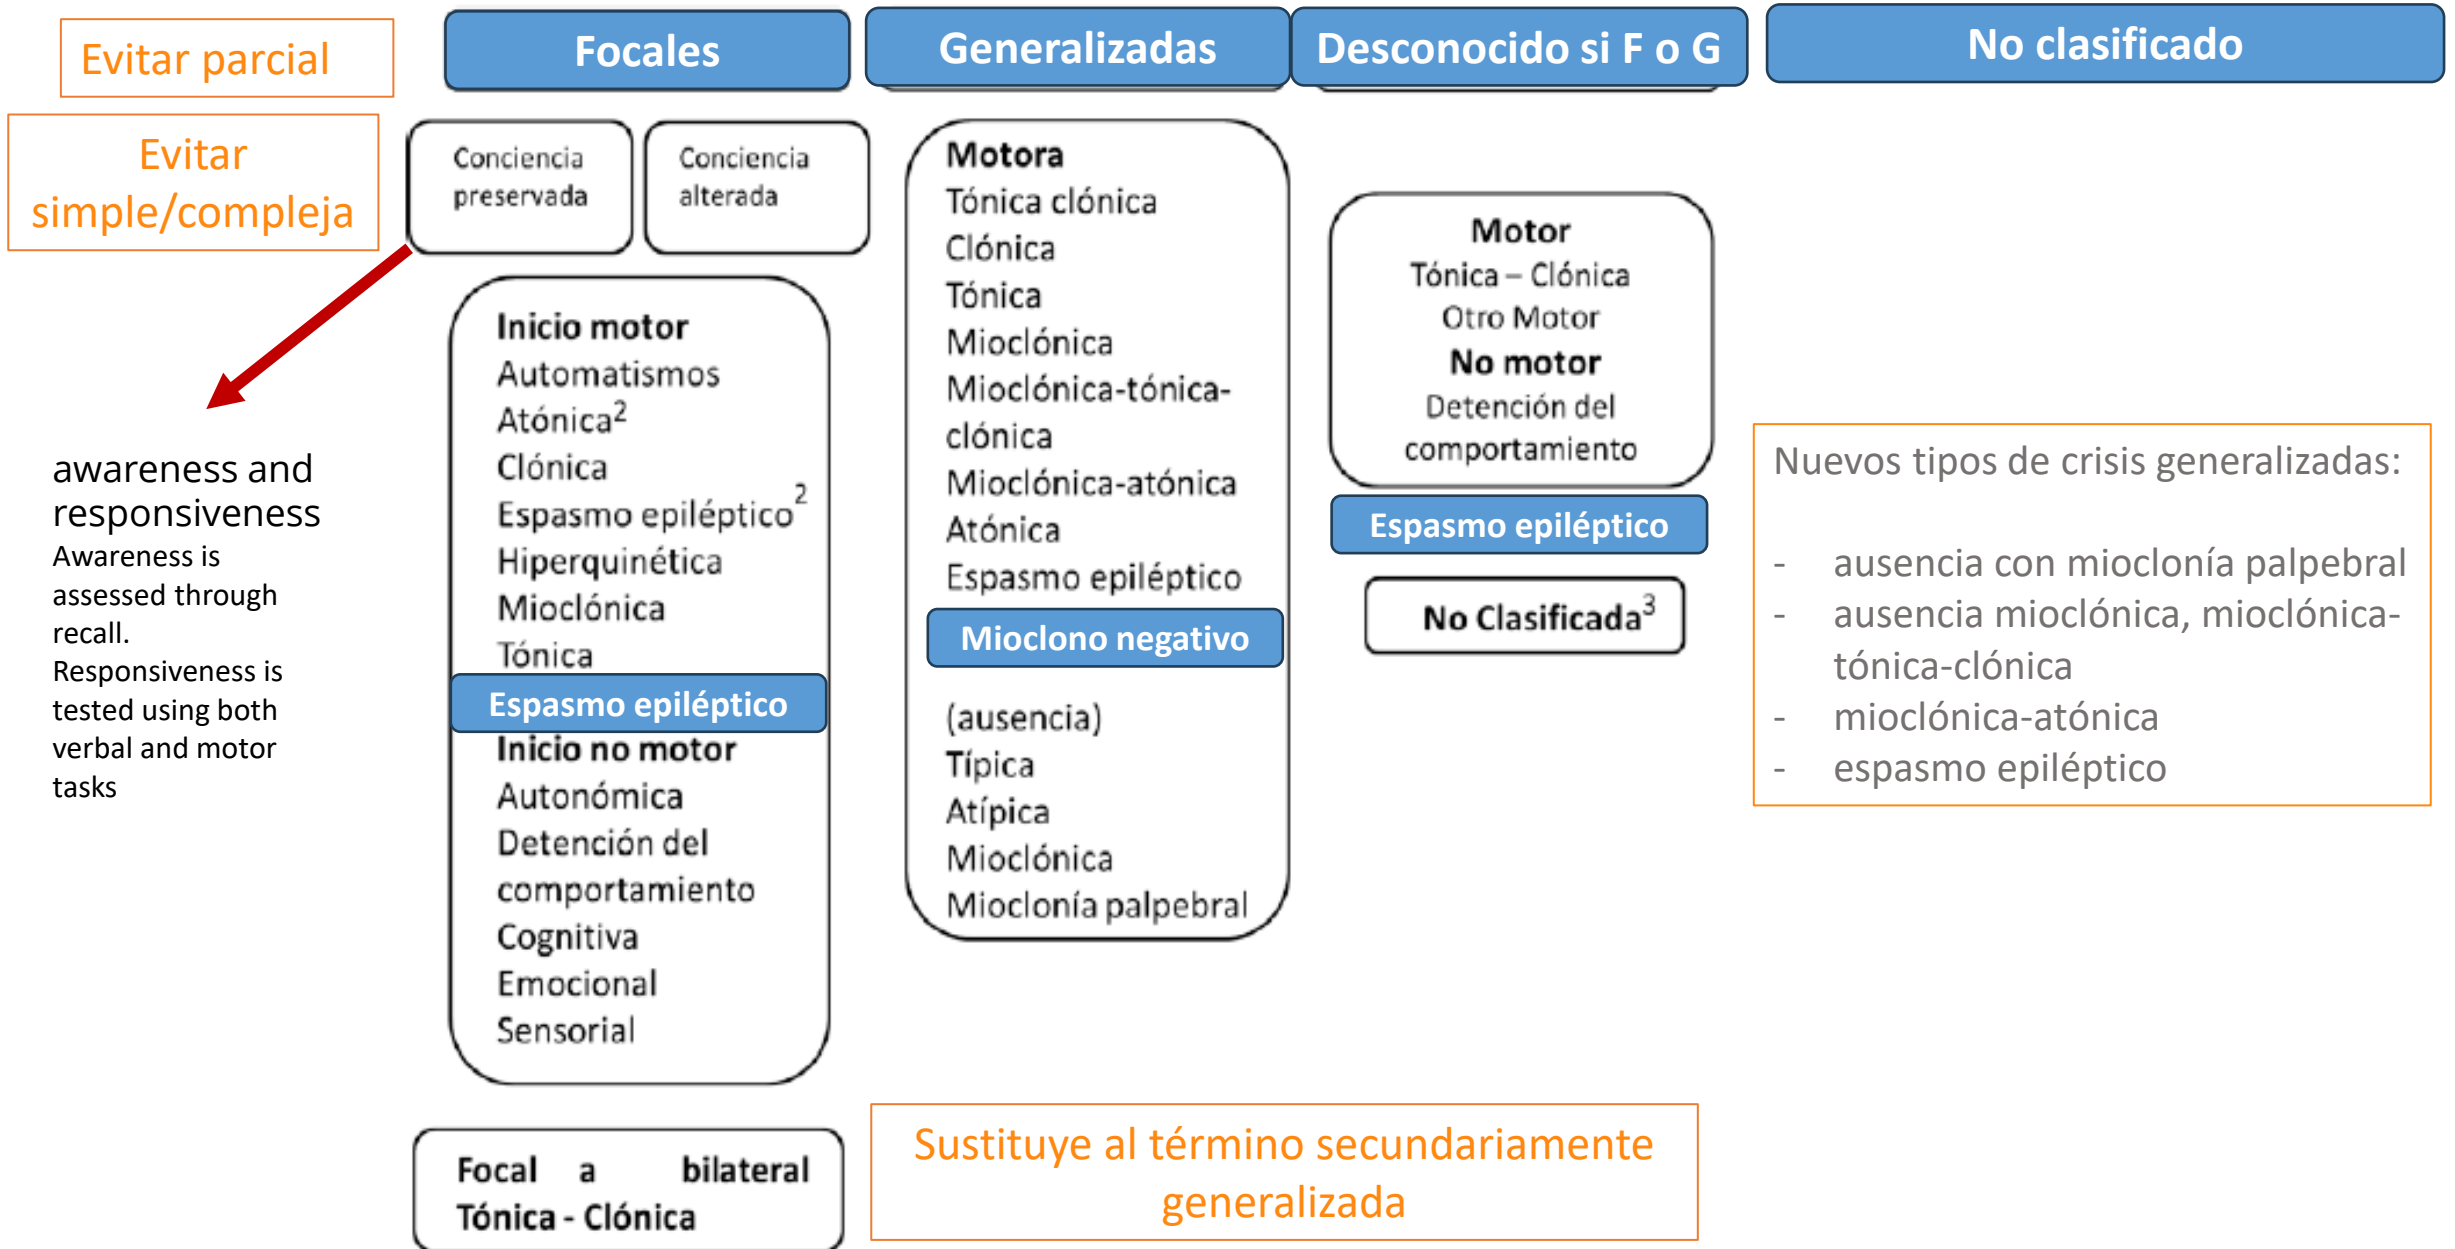 Evitar parcial
Focales
Generalizadas
Desconocido si F o G
No clasificado
Evitar
simple/compleja
Conciencia
preservada
Conciencia
alterada
awareness and
responsiveness
Awareness is
assessed through
recall.
Responsiveness is
tested using both
verbal and motor
tasks
Inicio motor
Automatismos
Atónica²
Clónica
Espasmo epiléptico²
Hiperquinética
Mioclónica
Tónica
Espasmo epiléptico
Inicio no motor
Autonómica
Detención del
comportamiento
Cognitiva
Emocional
Sensorial
Focal a bilateral
Tónica - Clónica
Motora
Tónica clónica
Clónica
Tónica
Mioclónica
Mioclónica-tónica-
clónica
Mioclónica-atónica
Atónica
Espasmo epiléptico
Mioclono negativo
(ausencia)
Típica
Atípica
Mioclónica
Mioclonía palpebral
Motor
Tónica – Clónica
Otro Motor
No motor
Detención del
comportamiento
Espasmo epiléptico
No Clasificada³
Nuevos tipos de crisis generalizadas:
- ausencia con mioclonía palpebral
- ausencia mioclónica, mioclónica-
tónica-clónica
- mioclónica-atónica
- espasmo epiléptico
Sustituye al término secundariamente
generalizada